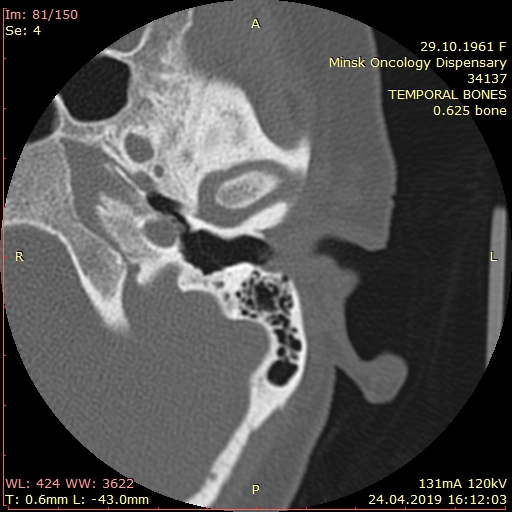 Im: 81/150
Se: 4
A
29.10.1961 F
Minsk Oncology Dispensary
34137
TEMPORAL BONES
0.625 bone
R
L
WL: 424 WW: 3622
T: 0.6mm L: -43.0mm
P
131mA 120kV
24.04.2019 16:12:03